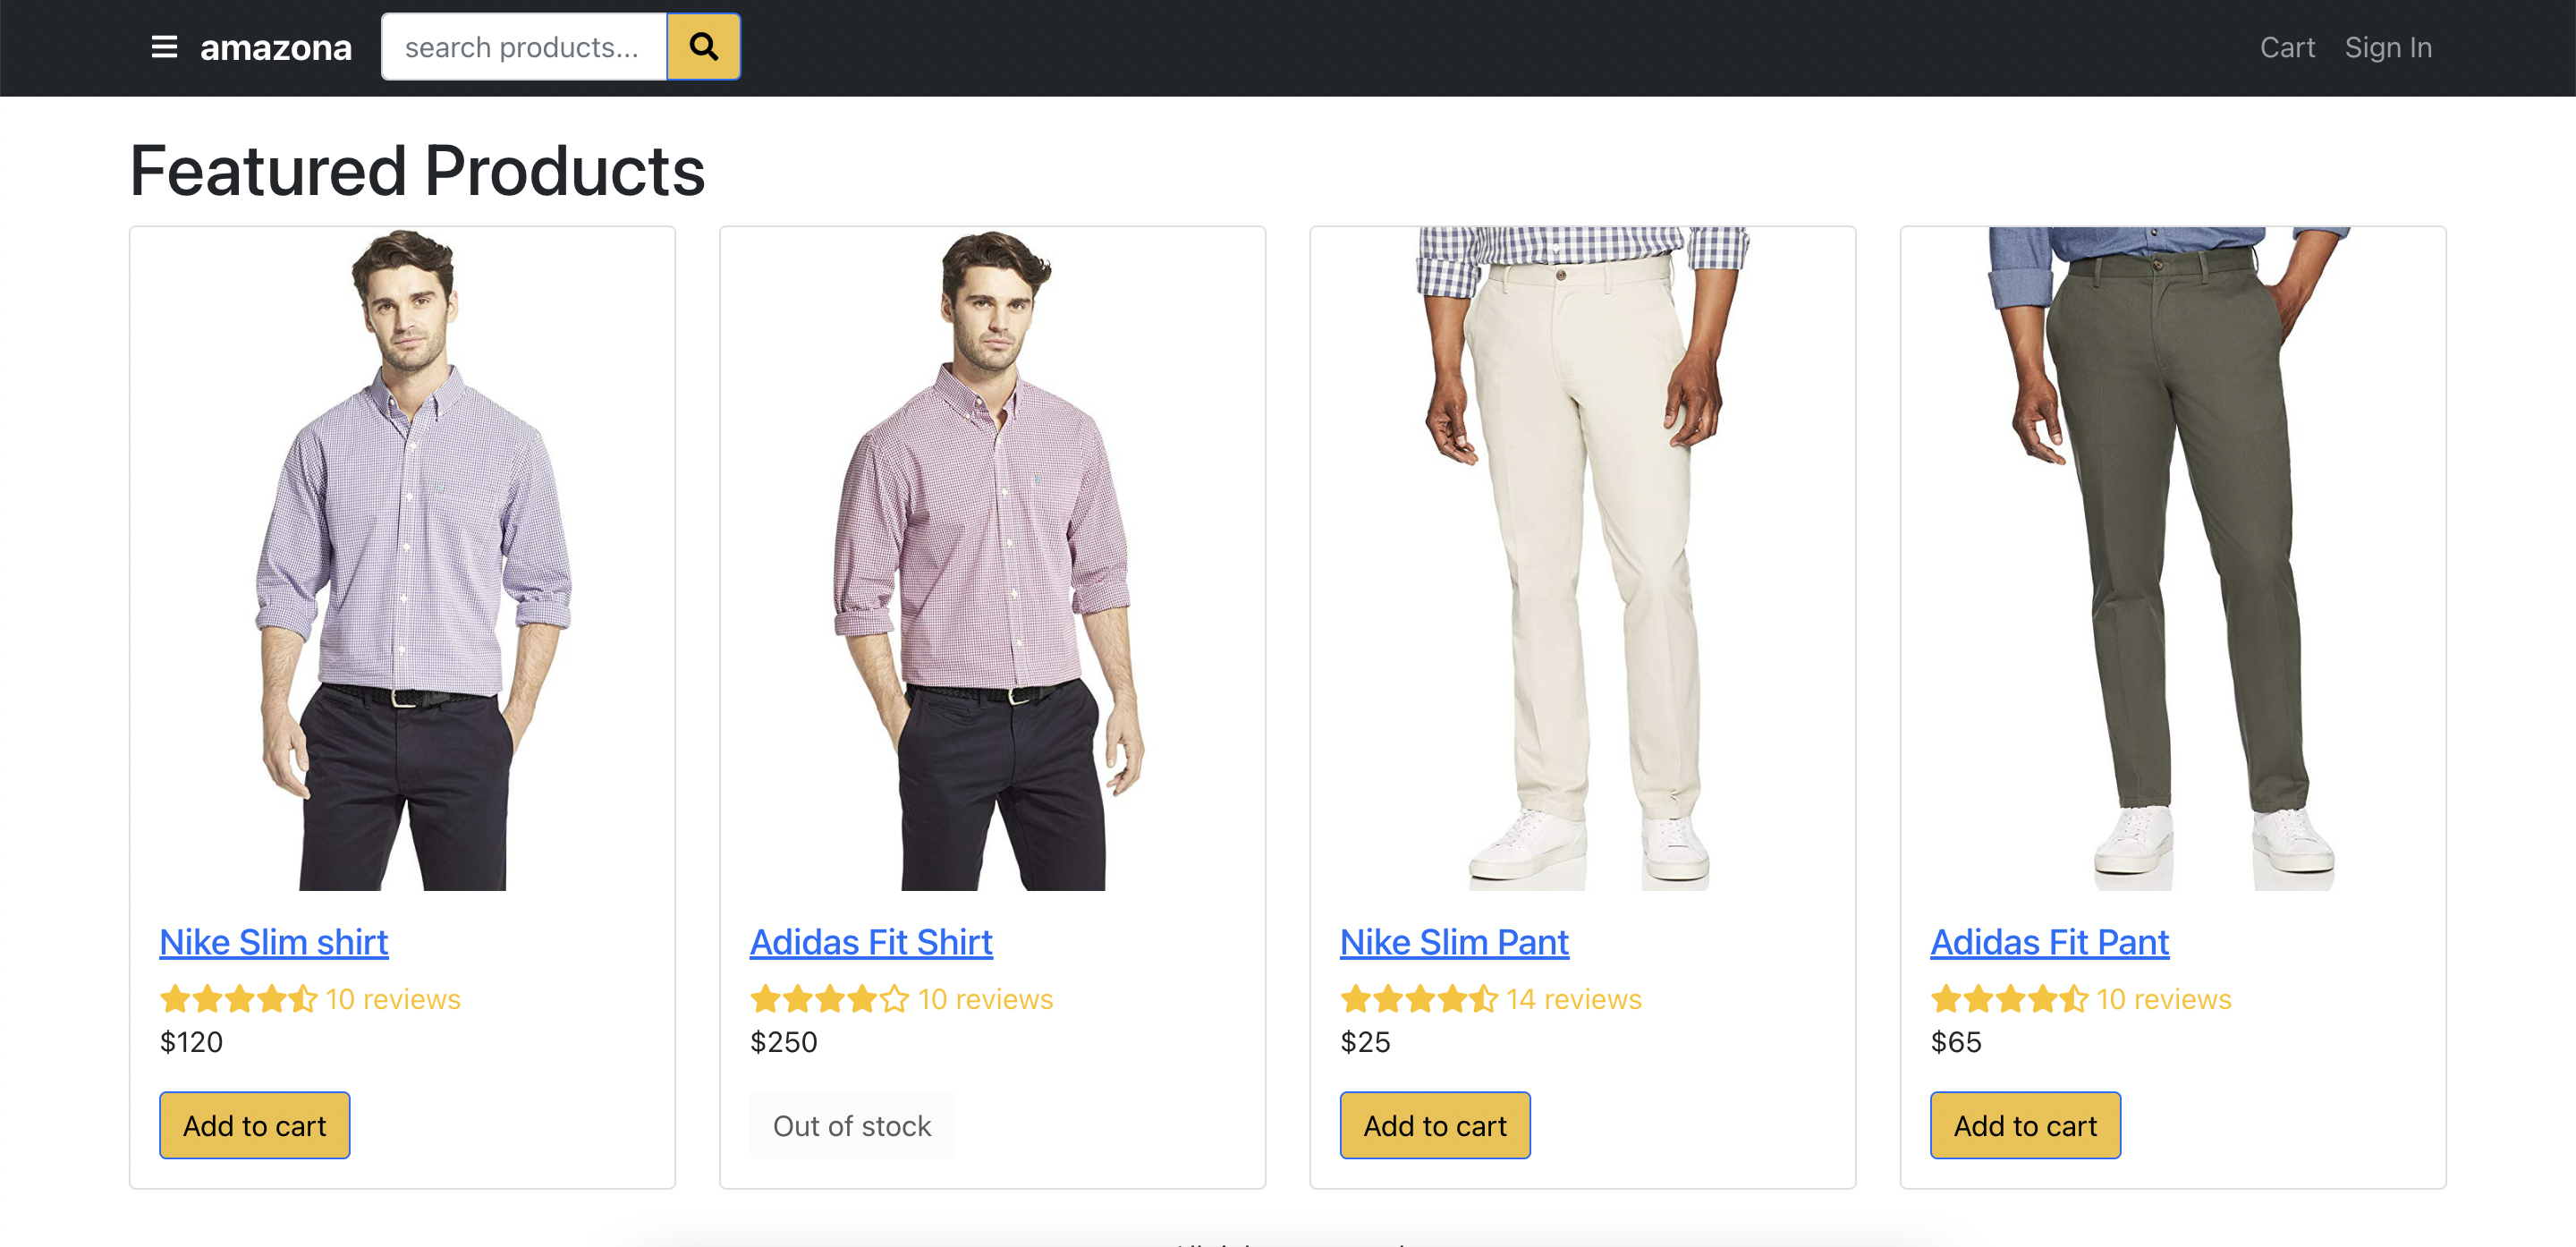 amazona
search products...
Cart
Sign In
Featured Products
Nike Slim shirt
10 reviews
$120
Add to cart
Adidas Fit Shirt
10 reviews
$250
Out of stock
Nike Slim Pant
14 reviews
$25
Add to cart
Adidas Fit Pant
10 reviews
$65
Add to cart